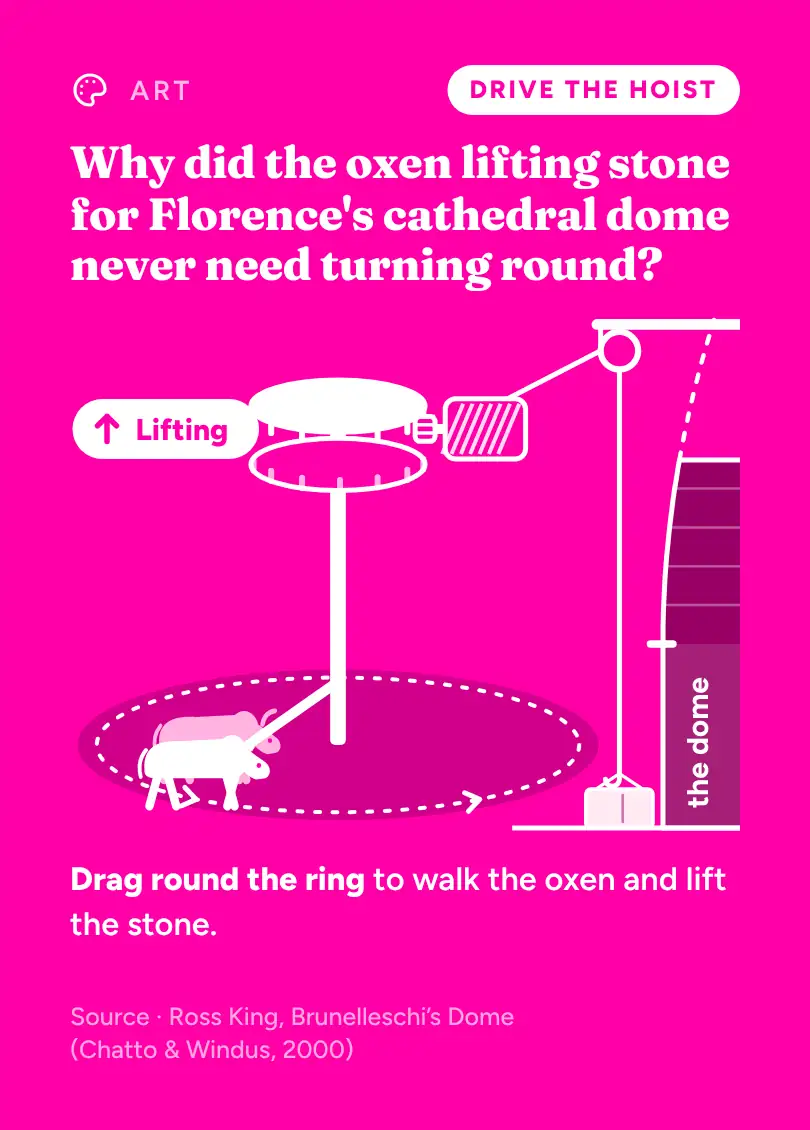 ART
DRIVE THE HOIST
Why did the oxen lifting stone
for Florence's cathedral dome
never need turning round?
Lifting
the dome
Drag round the ring to walk the oxen and lift
the stone.
Source · Ross King, Brunelleschi’s Dome
(Chatto & Windus, 2000)